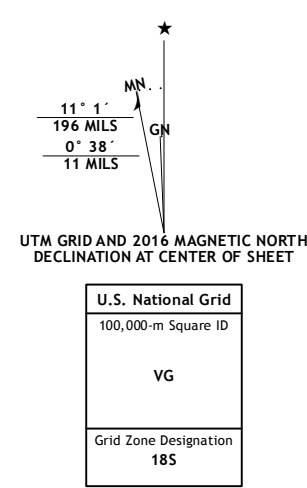 ★
MN
11° 1´
196 MILS
GN
0° 38´
11 MILS
UTM GRID AND 2016 MAGNETIC NORTH
DECLINATION AT CENTER OF SHEET
U.S. National Grid
100,000-m Square ID
VG
Grid Zone Designation
18S